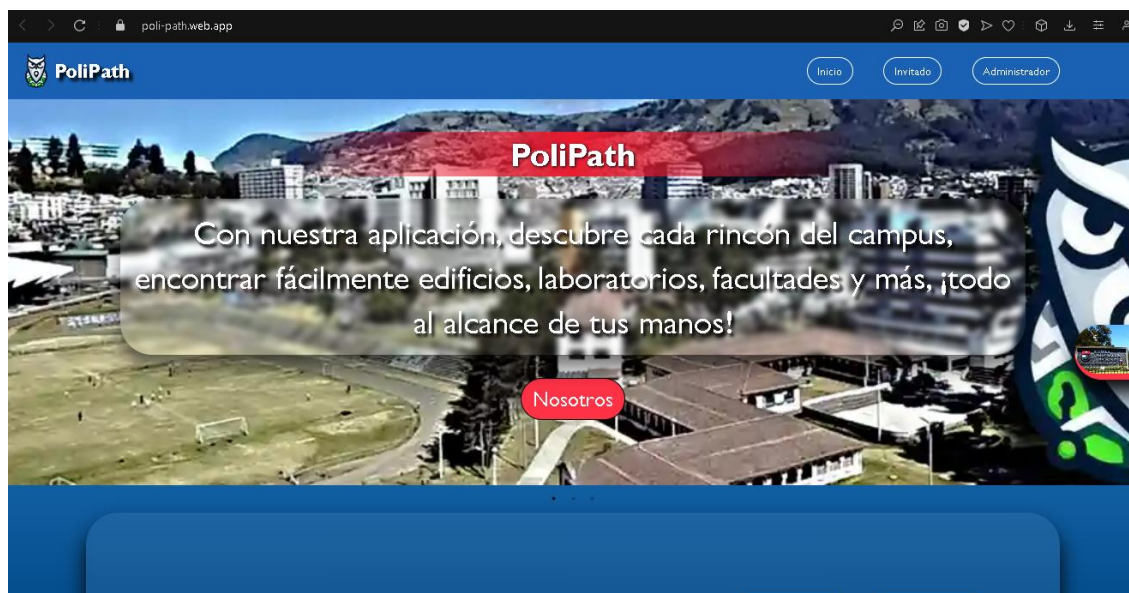 poli-path.web.app
PoliPath
Inicio
Invitado
Administrador
PoliPath
Con nuestra aplicación, descubre cada rincón del campus,
encontrar fácilmente edificios, laboratorios, facultades y más, ¡todo
al alcance de tus manos!
Nosotros